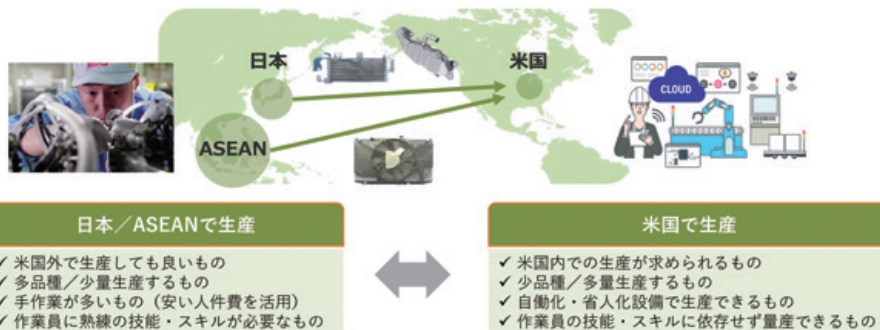 日本
米国
CLOUD
ASEAN
日本／ASEANで生産
✓ 米国外で生産しても良いもの
✓ 多品種／少量生産するもの
✓ 手作業が多いもの（安い人件費を活用）
✓ 作業員に熟練の技能・スキルが必要なもの
米国で生産
✓ 米国内での生産が求められるもの
✓ 少品種／多量生産するもの
✓ 自働化・省人化設備で生産できるもの
✓ 作業員の技能・スキルに依存せず量産できるもの